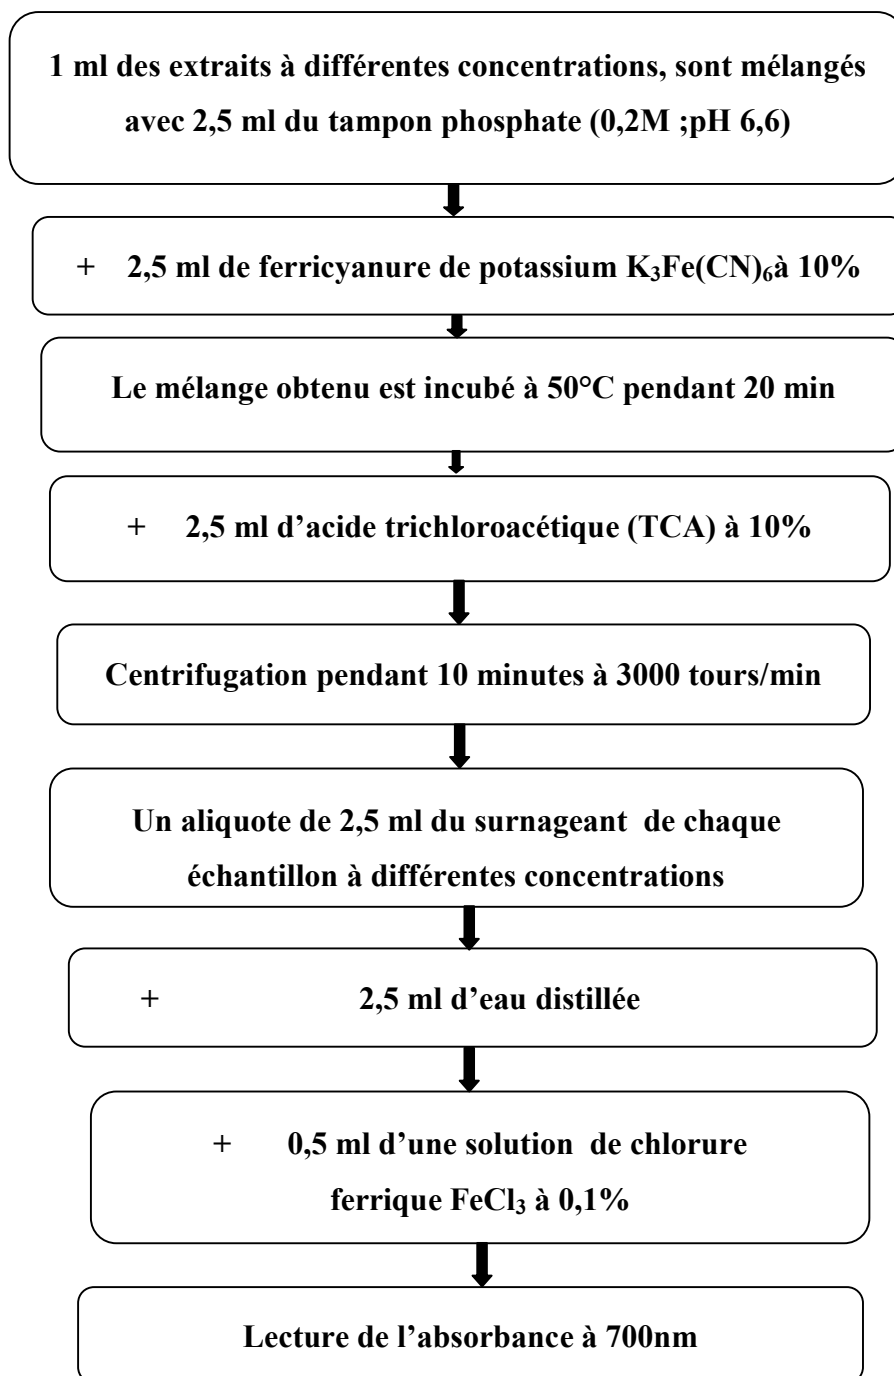 1 ml des extraits à différentes concentrations, sont mélangés
avec 2,5 ml du tampon phosphate (0,2M ;pH 6,6)
+ 2,5 ml de ferricyanure de potassium K₃Fe(CN)₆à 10%
Le mélange obtenu est incubé à 50°C pendant 20 min
+ 2,5 ml d’acide trichloroacétique (TCA) à 10%
Centrifugation pendant 10 minutes à 3000 tours/min
Un aliquote de 2,5 ml du surnageant de chaque
échantillon à différentes concentrations
+ 2,5 ml d’eau distillée
+ 0,5 ml d’une solution de chlorure
ferrique FeCl₃ à 0,1%
Lecture de l’absorbance à 700nm